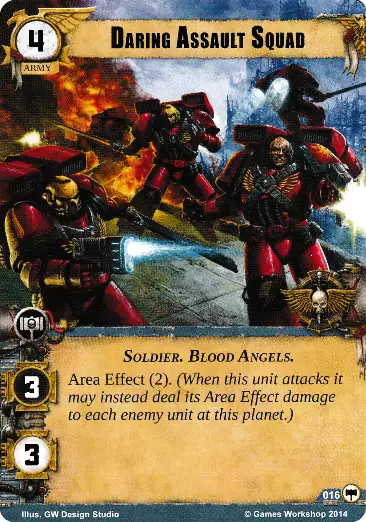 4
DARING ASSAULT SQUAD
ARMY
SOLDIER. BLOOD ANGELS.
3
Area Effect (2). (When this unit attacks it
may instead deal its Area Effect damage
to each enemy unit at this planet.)
3
016
Illus. GW Design Studio
© Games Workshop 2014